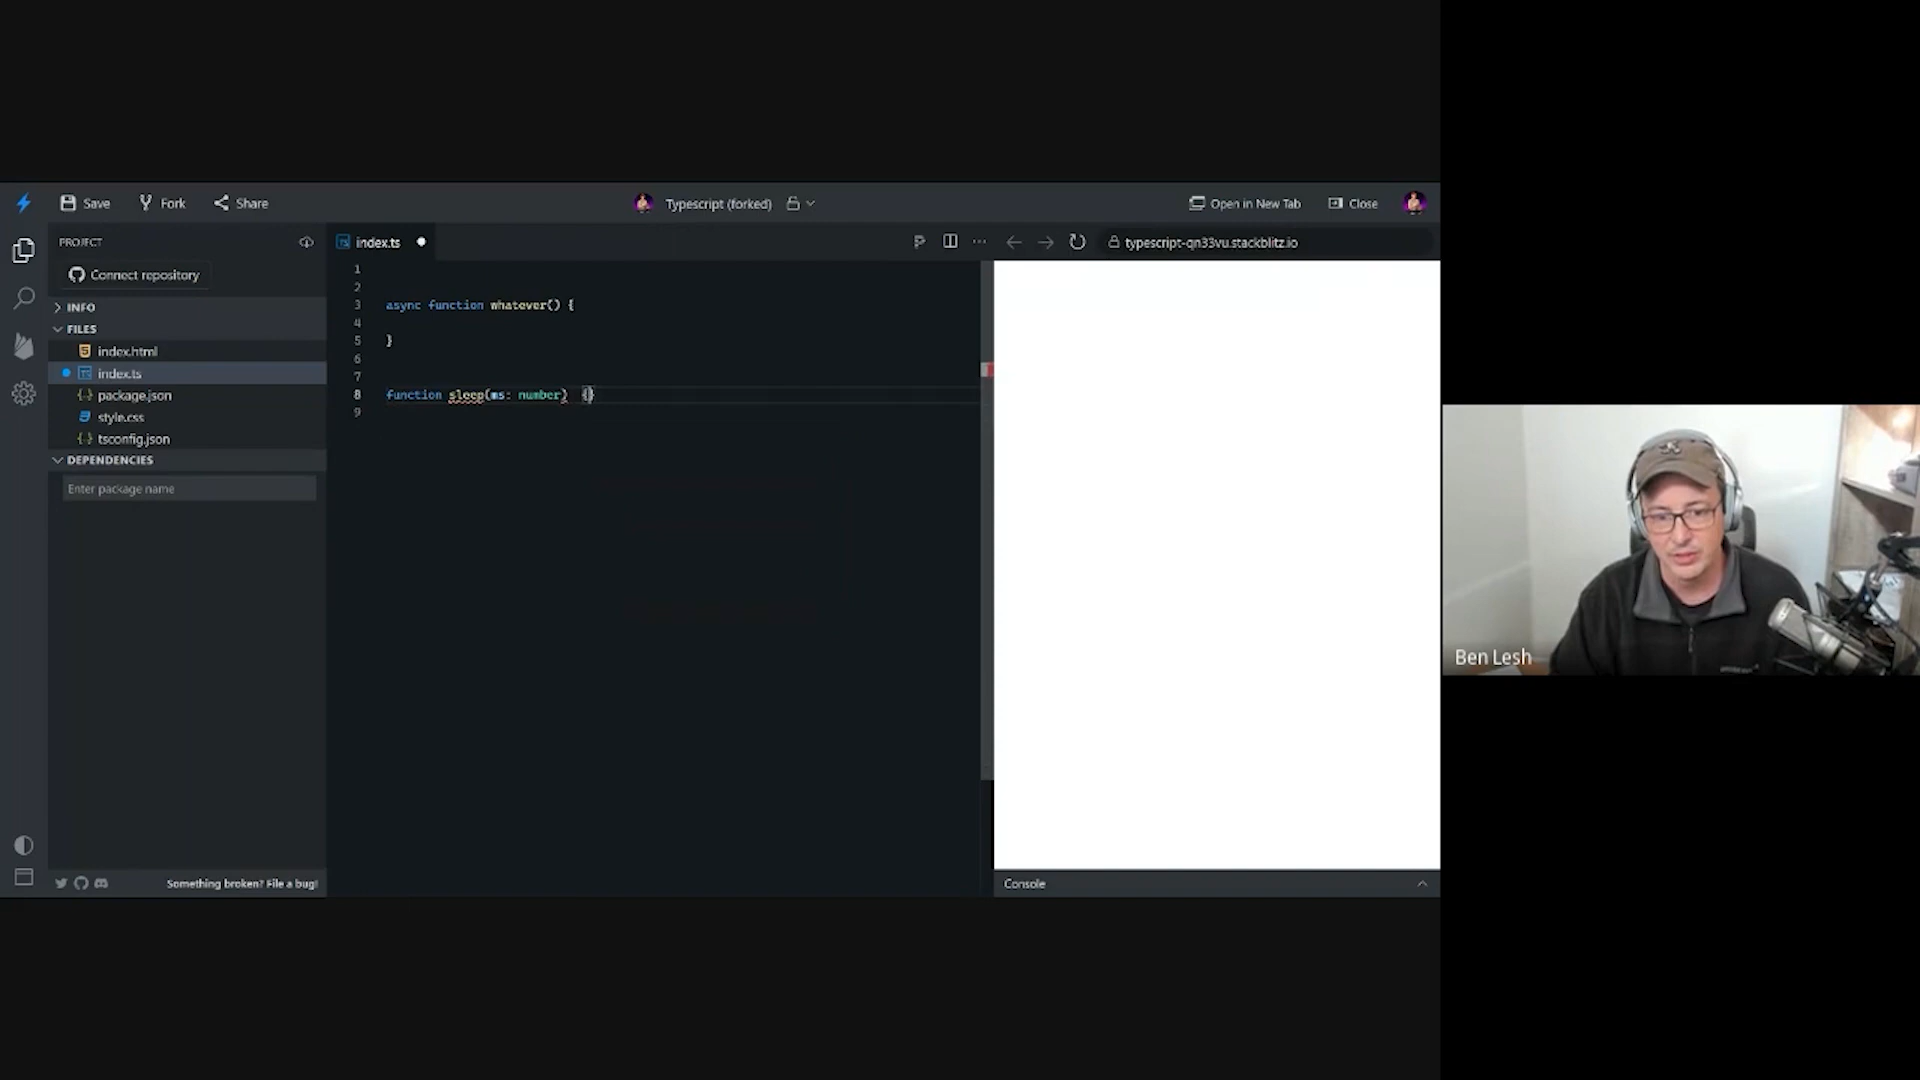 Save Fork Share Typescript (forked) Open in New Tab Close
PROJECT
Connect repository
INFO
FILES
index.html
index.ts
package.json
style.css
tsconfig.json
DEPENDENCIES
Enter package name
Something broken? File a bug!
index.ts
1
2
3 async function whatever() {
4
5 }
6
7
8 function sleep(ms: number) {}
9
typescript-qn33vu.stackblitz.io
Console
Ben Lesh